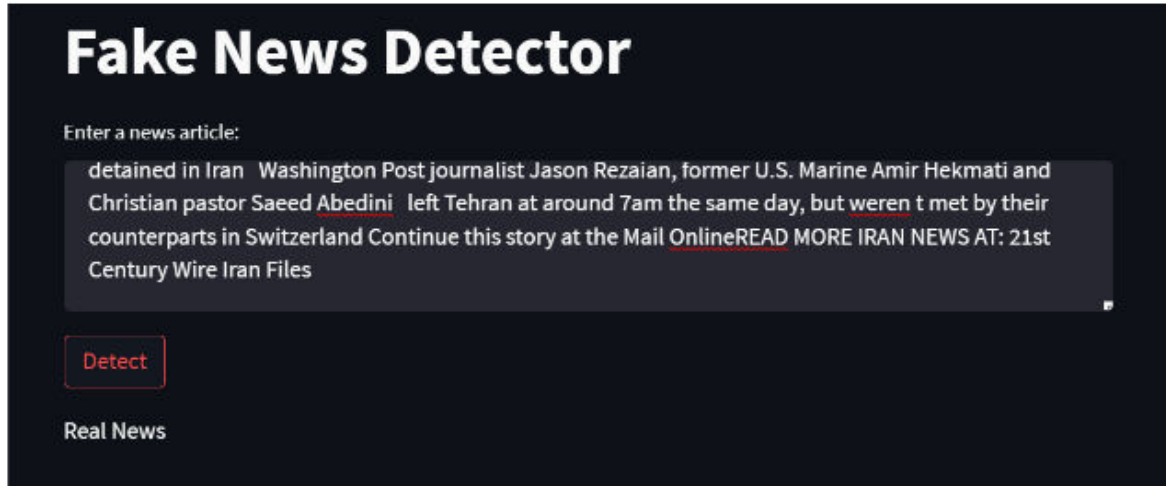 Fake News Detector
Enter a news article:
detained in Iran   Washington Post journalist Jason Rezaian, former U.S. Marine Amir Hekmati and
Christian pastor Saeed Abedini   left Tehran at around 7am the same day, but weren t met by their
counterparts in Switzerland Continue this story at the Mail OnlineREAD MORE IRAN NEWS AT: 21st
Century Wire Iran Files
Detect
Real News